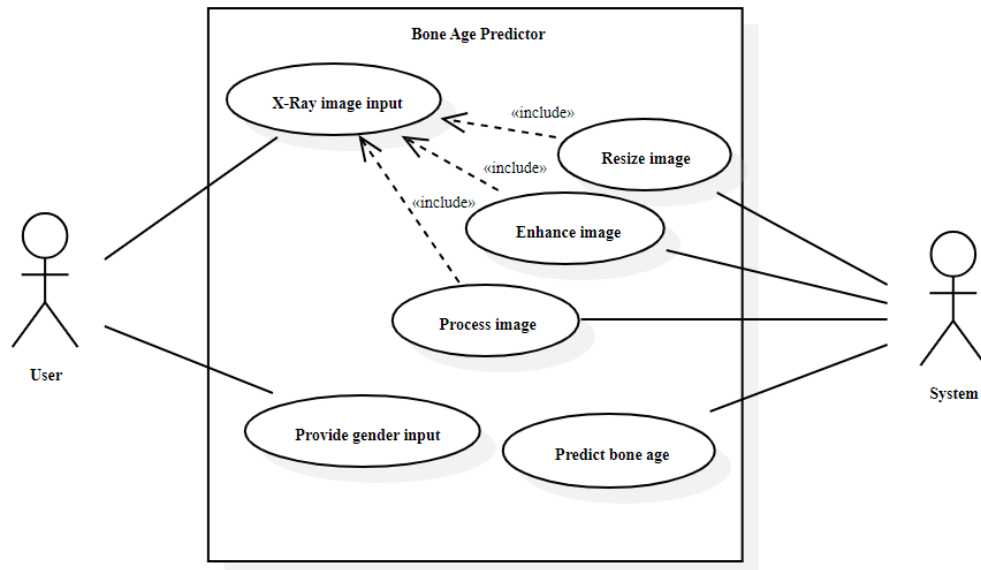 Bone Age Predictor
X-Ray image input
«include»
Resize image
«include»
«include»
Enhance image
Process image
User
System
Provide gender input
Predict bone age